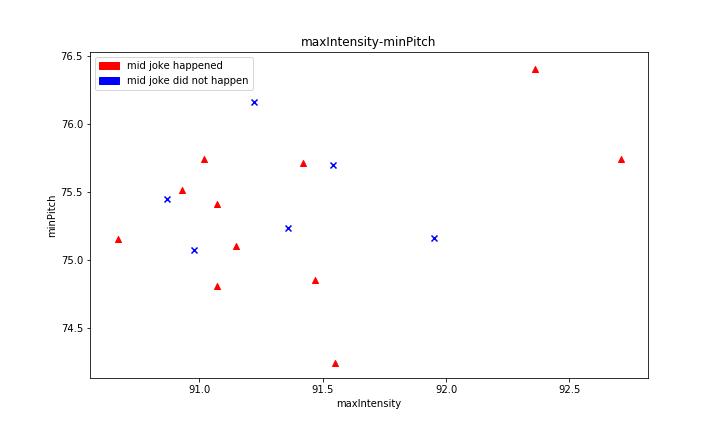 maxIntensity-minPitch
mid joke happened
mid joke did not happen
76.5
76.0
75.5
75.0
74.5
minPitch
91.0 91.5 92.0 92.5
maxIntensity